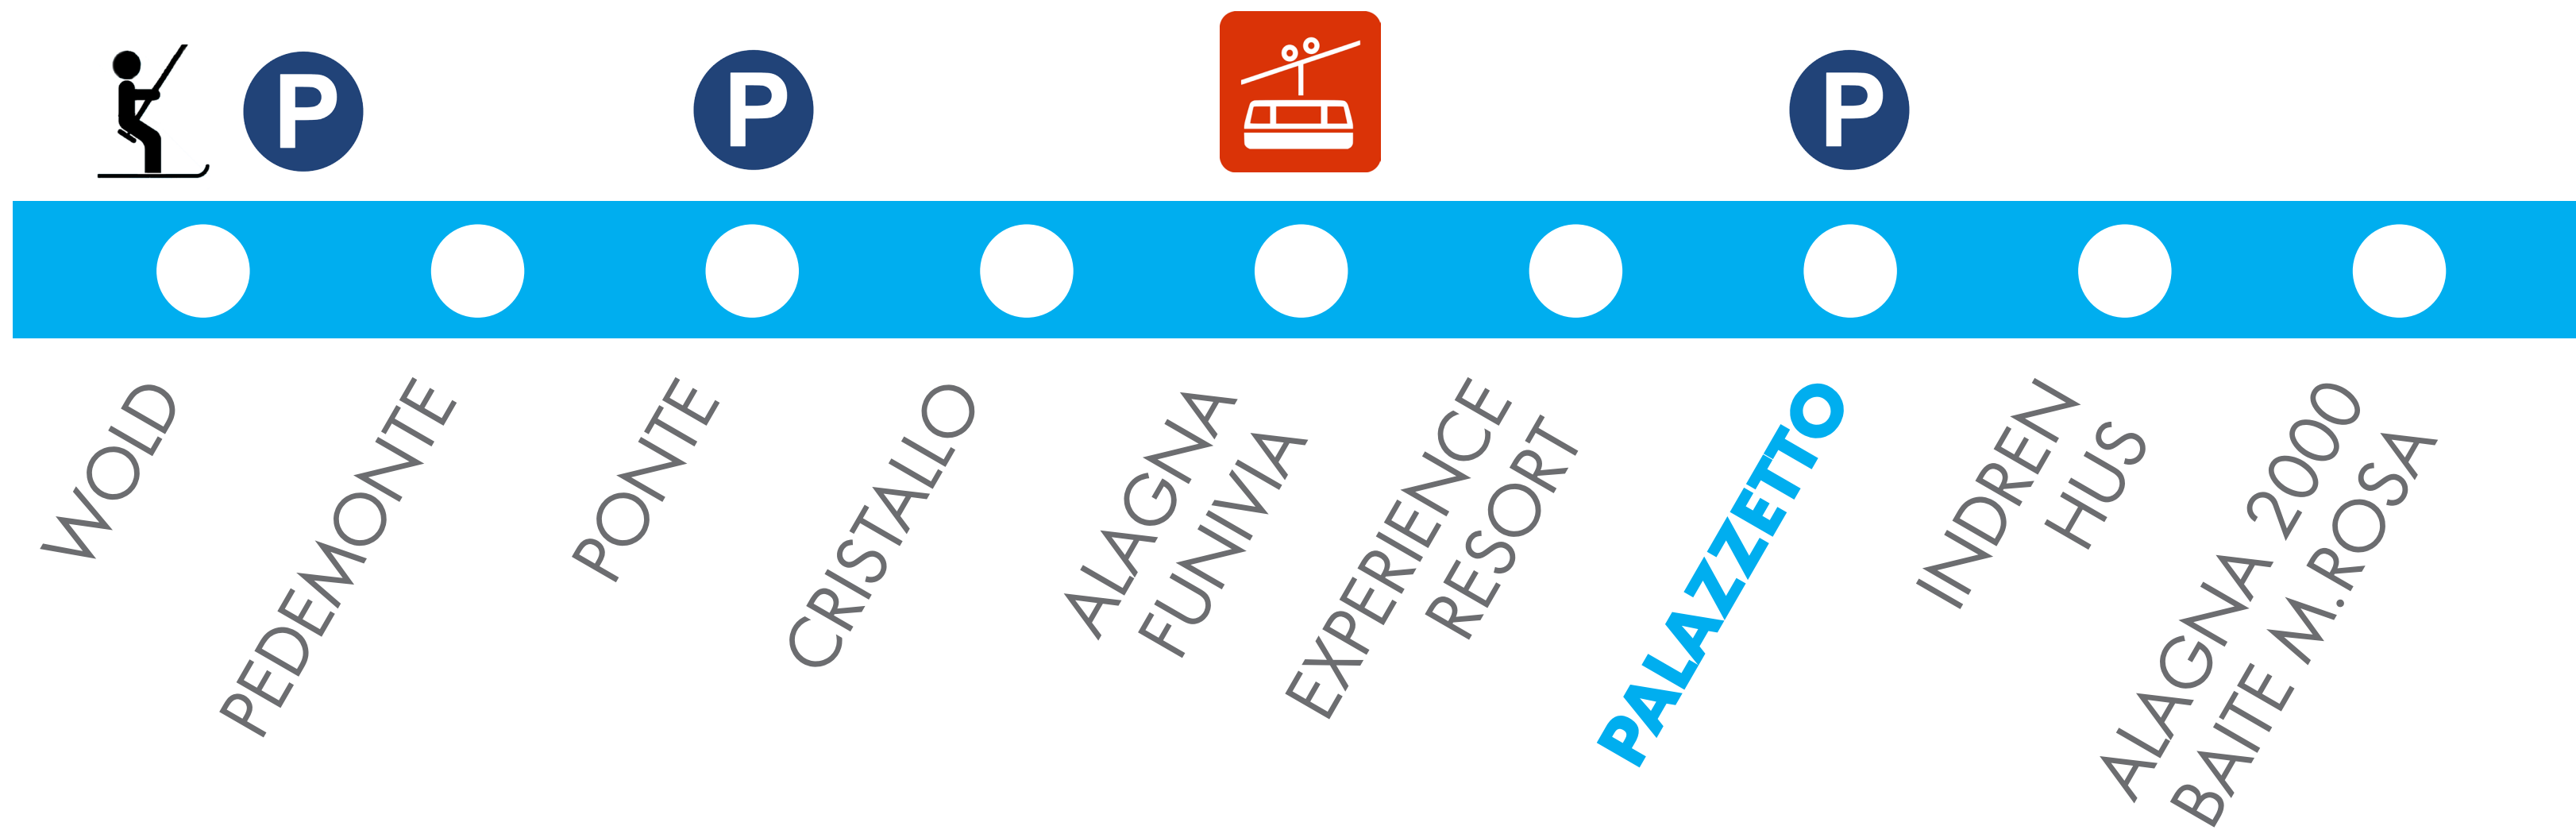 P
P
P
WOLD
PEDEMONTE
PONTE
CRISTALLO
ALAGNA
FUNIVIA
EXPERIENCE
RESORT
PALAZZETTO
INDREN
HUS
ALAGNA 2000
BAITE M.ROSA